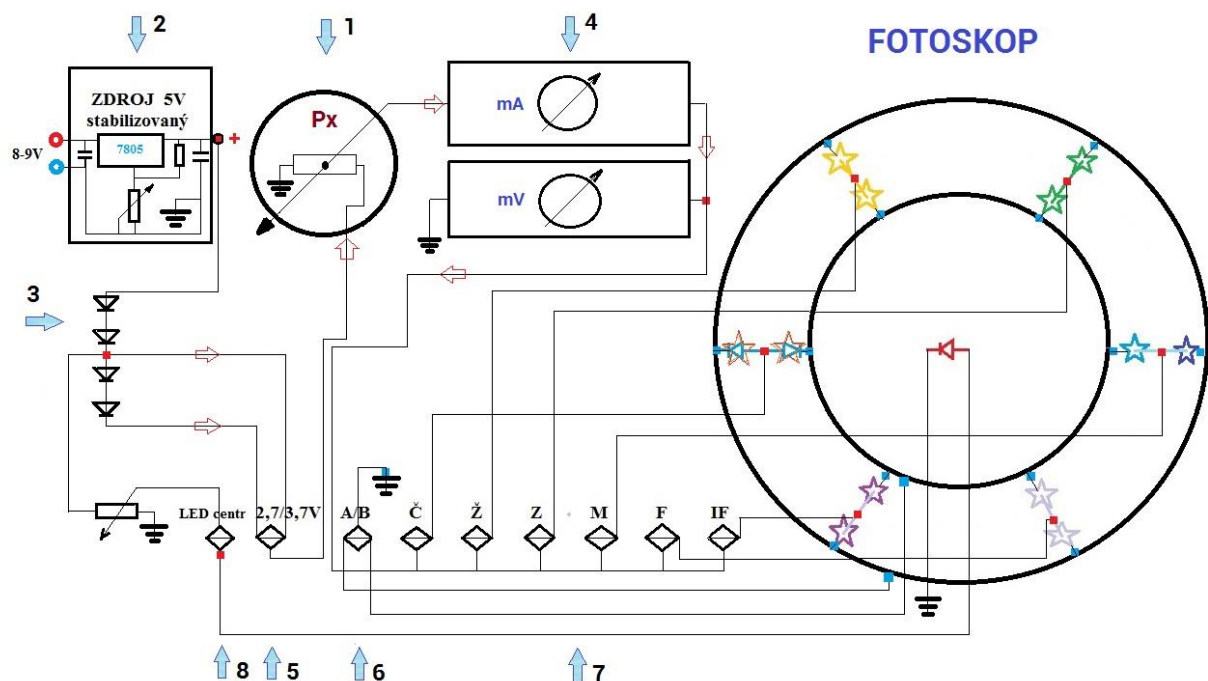 2
1
4
FOTOSKOP
ZDROJ 5V
stabilizovaný
7805
8-9V
+
Px
mA
mV
3
LED centr
2,7/3,7V
A/B
Č
Ž
Z
M
F
IF
8
5
6
7